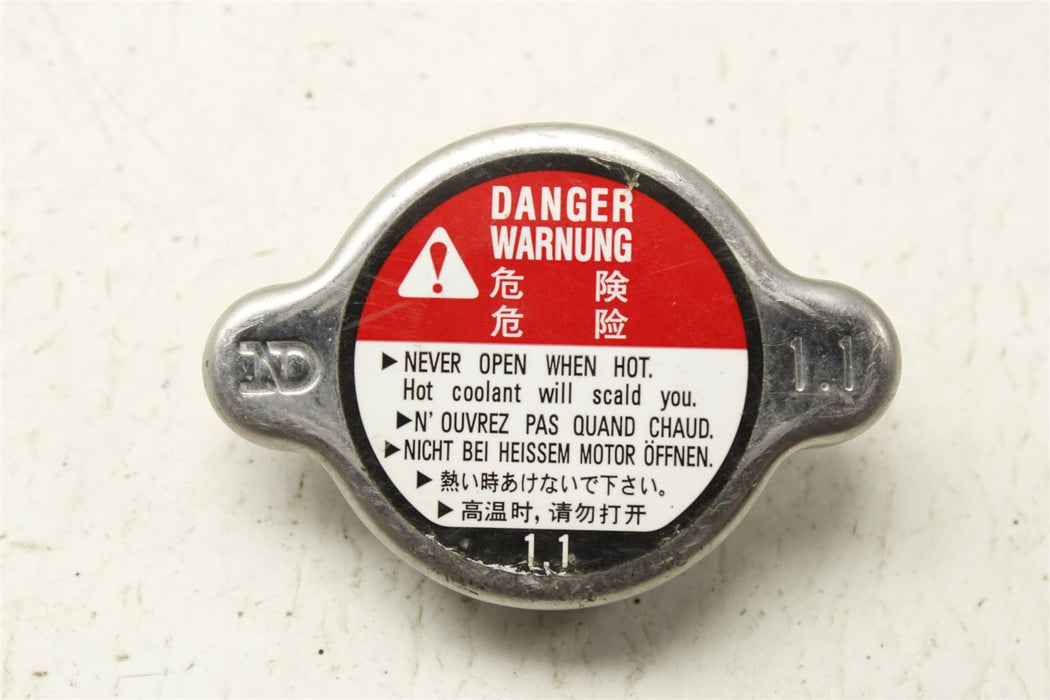 DANGER
WARNUNG
危 険
危 险
▶NEVER OPEN WHEN HOT.
Hot coolant will scald you.
▶N'OUVREZ PAS QUAND CHAUD.
▶NICHT BEI HEISSEM MOTOR ÖFFNEN.
▶熱い時あけないで下さい。
▶高温时,请勿打开
ND
1.1
1.1